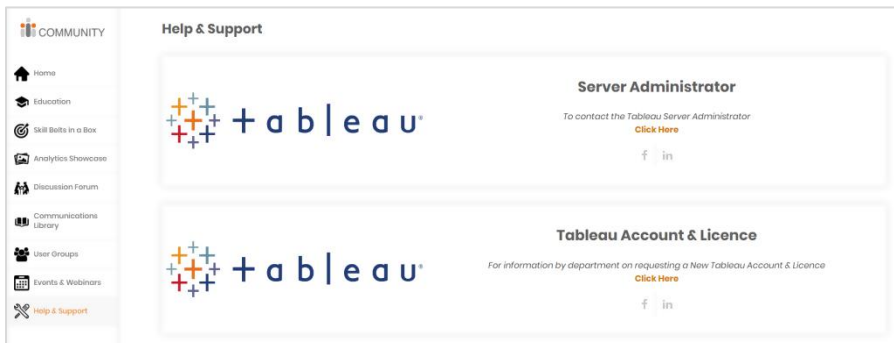 COMMUNITY
Home
Education
Skill Belts in a Box
Analytics Showcase
Discussion Forum
Communications
Library
User Groups
Events & Webinars
Help & Support
Help & Support
+ableau®
Server Administrator
To contact the Tableau Server Administrator
Click Here
f in
+ableau®
Tableau Account & Licence
For information by department on requesting a New Tableau Account & Licence
Click Here
f in